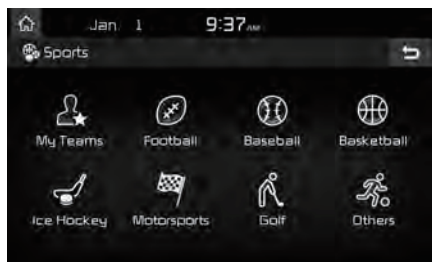 Jan 1 9:37 AM
Sports
My Teams Football Baseball Basketball
Ice Hockey Motorsports Golf Others